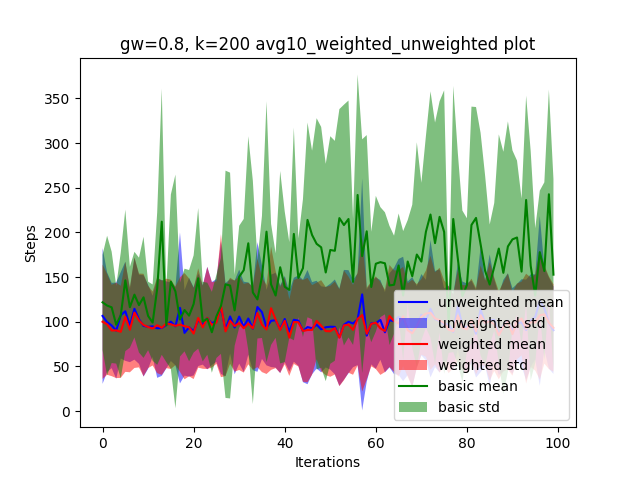 gw=0.8, k=200 avg10_weighted_unweighted plot
Steps
350
300
250
200
150
100
50
0
unweighted mean
unweighted std
weighted mean
weighted std
basic mean
basic std
0 20 40 60 80 100
Iterations